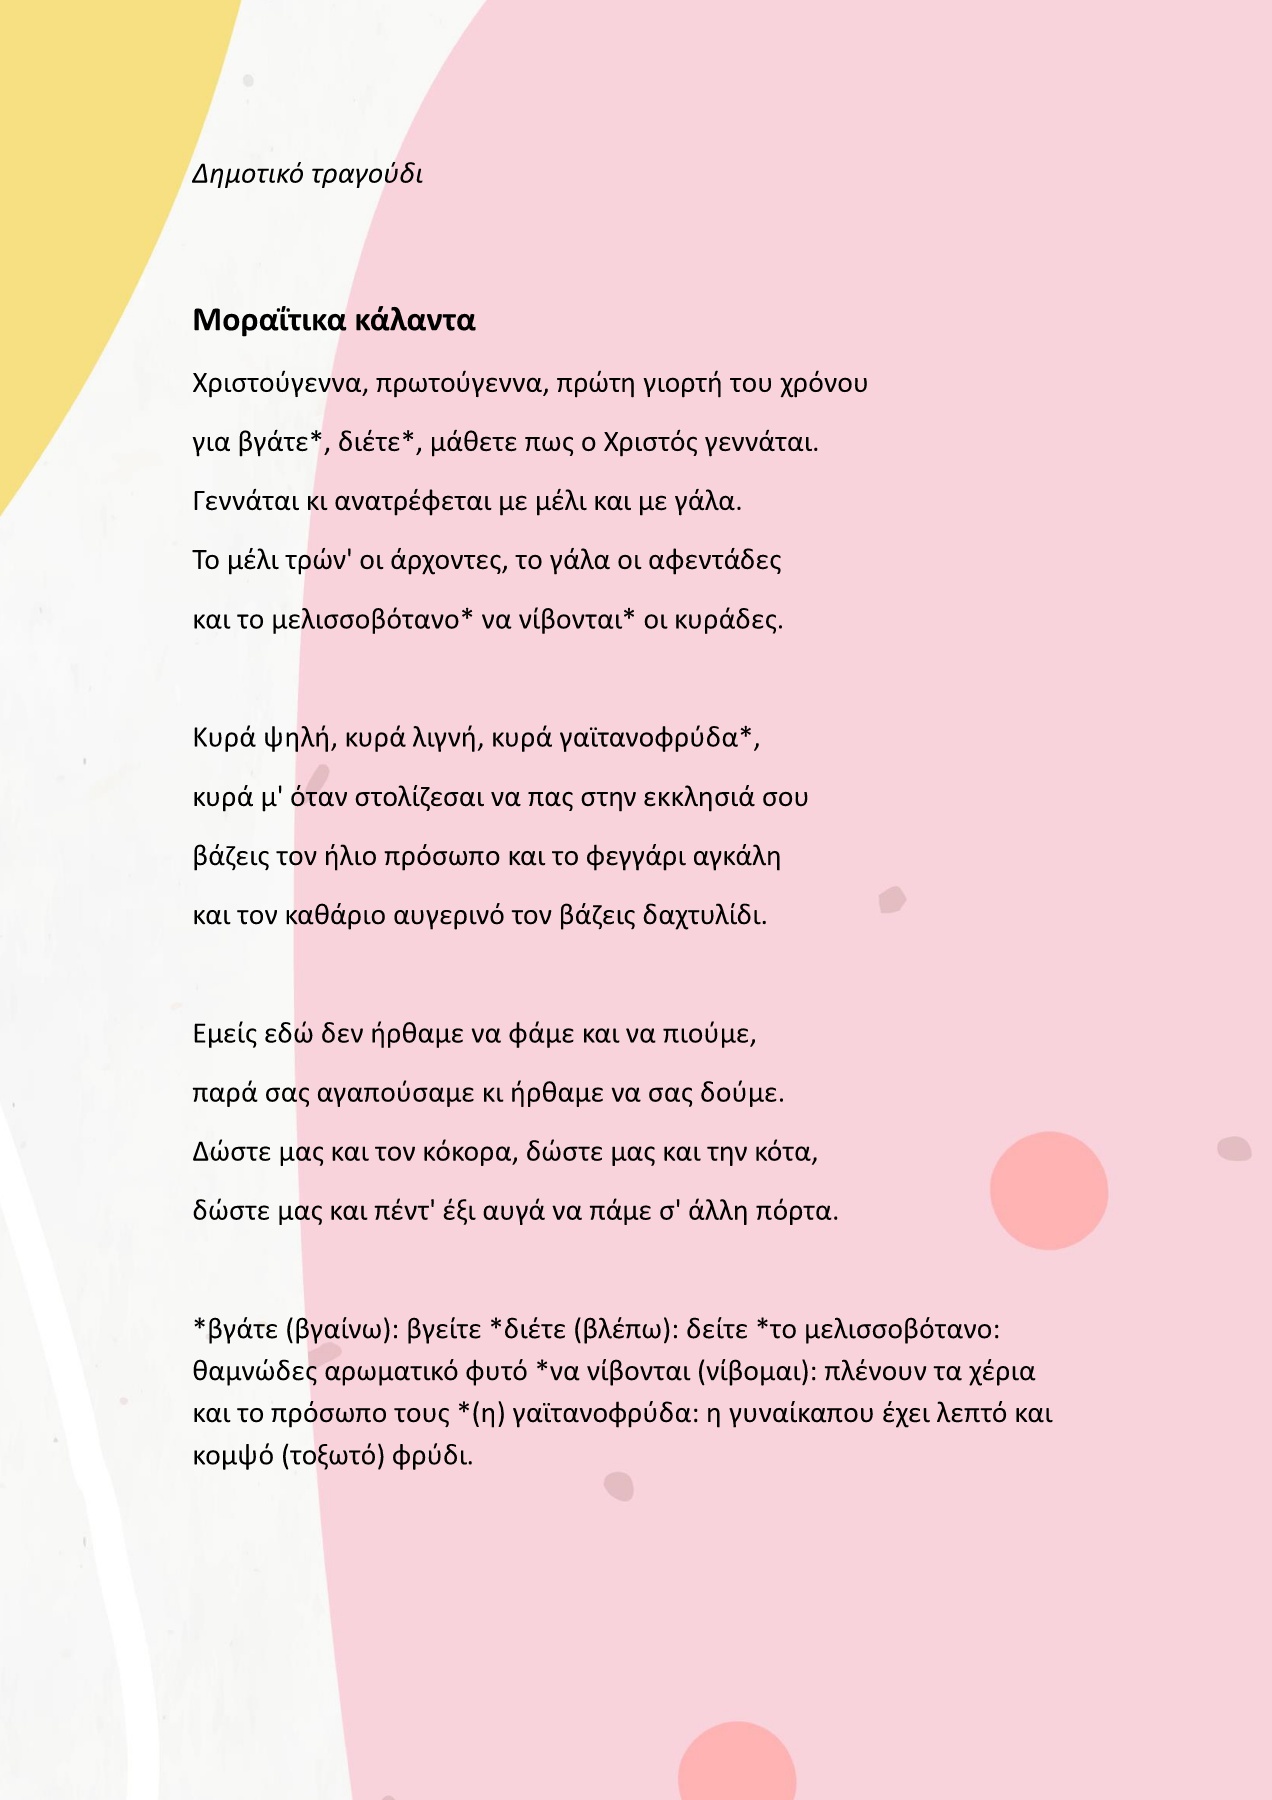 Δημοτικό τραγούδι
Μοραΐτικα κάλαντα
Χριστούγεννα, πρωτούγεννα, πρώτη γιορτή του χρόνου
για βγάτε*, διέτε*, μάθετε πως ο Χριστός γεννάται.
Γεννάται κι ανατρέφεται με μέλι και με γάλα.
Το μέλι τρών' οι άρχοντες, το γάλα οι αφεντάδες
και το μελισσοβότανο* να νίβονται* οι κυράδες.
Κυρά ψηλή, κυρά λιγνή, κυρά γαϊτανοφρύδα*,
κυρά μ' όταν στολίζεσαι να πας στην εκκλησιά σου
βάζεις τον ήλιο πρόσωπο και το φεγγάρι αγκάλη
και τον καθάριο αυγερινό τον βάζεις δαχτυλίδι.
Εμείς εδώ δεν ήρθαμε να φάμε και να πιούμε,
παρά σας αγαπούσαμε κι ήρθαμε να σας δούμε.
Δώστε μας και τον κόκορα, δώστε μας και την κότα,
δώστε μας και πέντ' έξι αυγά να πάμε σ' άλλη πόρτα.
*βγάτε (βγαίνω): βγείτε *διέτε (βλέπω): δείτε *το μελισσοβότανο:
θαμνώδες αρωματικό φυτό *να νίβονται (νίβομαι): πλένουν τα χέρια
και το πρόσωπο τους *(η) γαϊτανοφρύδα: η γυναίκαπου έχει λεπτό και
κομψό (τοξωτό) φρύδι.